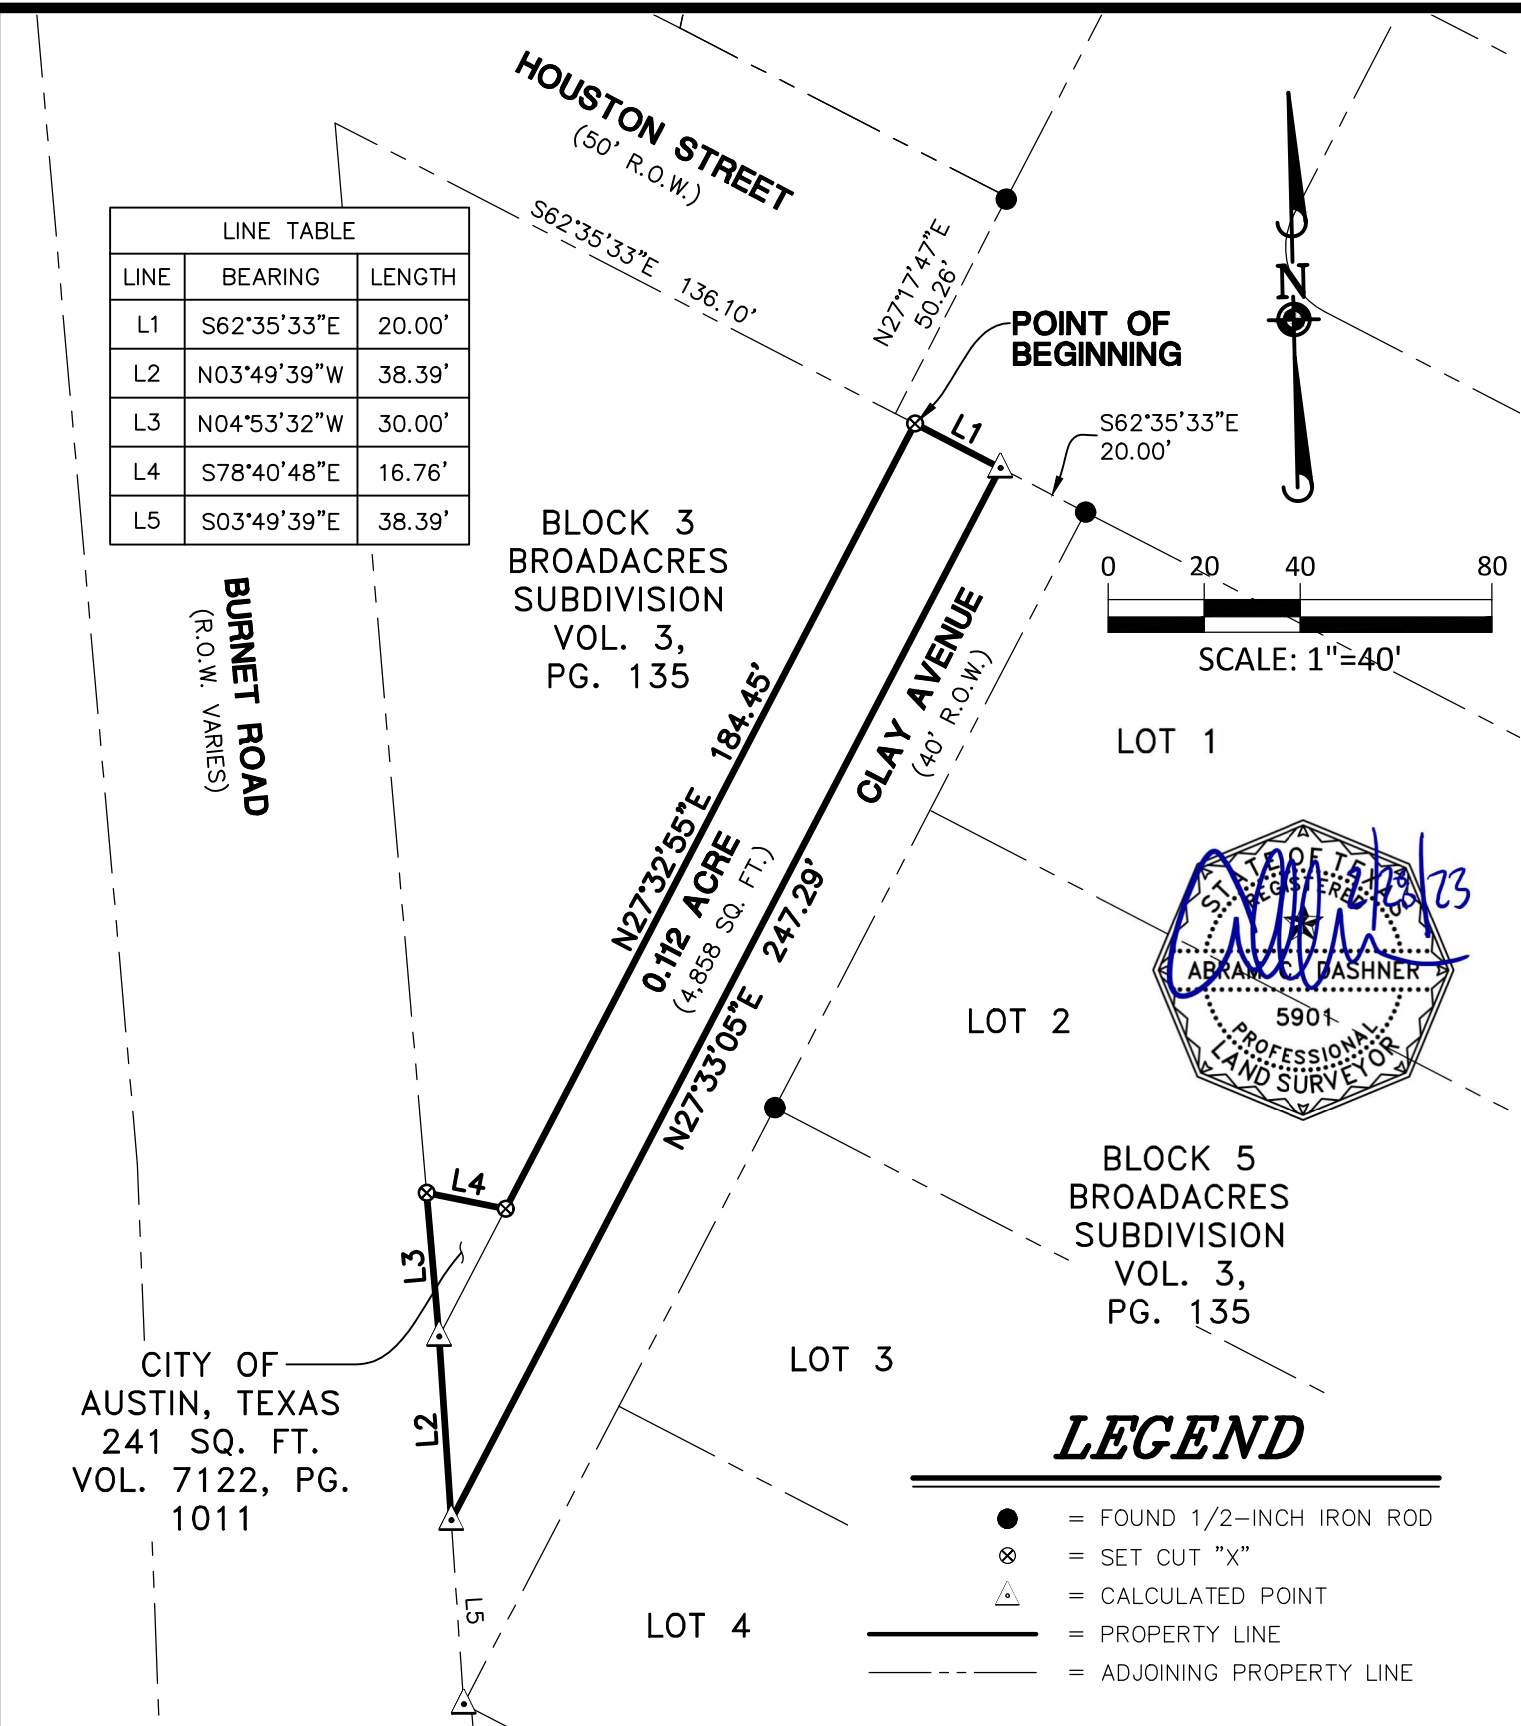 HOUSTON STREET
(50' R.O.W.)
S62°35'33"E 136.10'
N27°17'47"E
50.26'
LINE TABLE
LINE BEARING LENGTH
L1 S62°35'33"E 20.00'
L2 N03°49'39"W 38.39'
L3 N04°53'32"W 30.00'
L4 S78°40'48"E 16.76'
L5 S03°49'39"E 38.39'
N
POINT OF
BEGINNING
L1
S62°35'33"E
20.00'
BLOCK 3
BROADACRES
SUBDIVISION
VOL. 3,
PG. 135
0 20 40 80
SCALE: 1"=40'
BURNET ROAD
(R.O.W. VARIES)
CLAY AVENUE
(40' R.O.W.)
N27°32'55"E 184.45'
0.112 ACRE
(4,858 SQ. FT.)
N27°33'05"E 247.29'
LOT 1
STATE OF TEXAS
REGISTERED
2/28/23
ABRAM C. DASHNER
5901
PROFESSIONAL
LAND SURVEYOR
LOT 2
BLOCK 5
BROADACRES
SUBDIVISION
VOL. 3,
PG. 135
L4
L3
L2
CITY OF
AUSTIN, TEXAS
241 SQ. FT.
VOL. 7122, PG.
1011
LOT 3
L5
LOT 4
LEGEND
= FOUND 1/2-INCH IRON ROD
= SET CUT "X"
= CALCULATED POINT
= PROPERTY LINE
= ADJOINING PROPERTY LINE